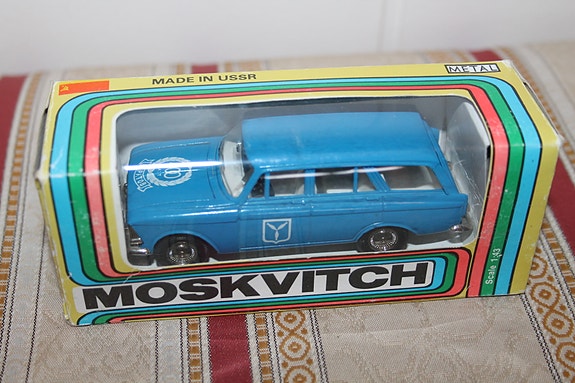 MADE IN USSR
METAL
MOSKVITCH
Scale 1:43